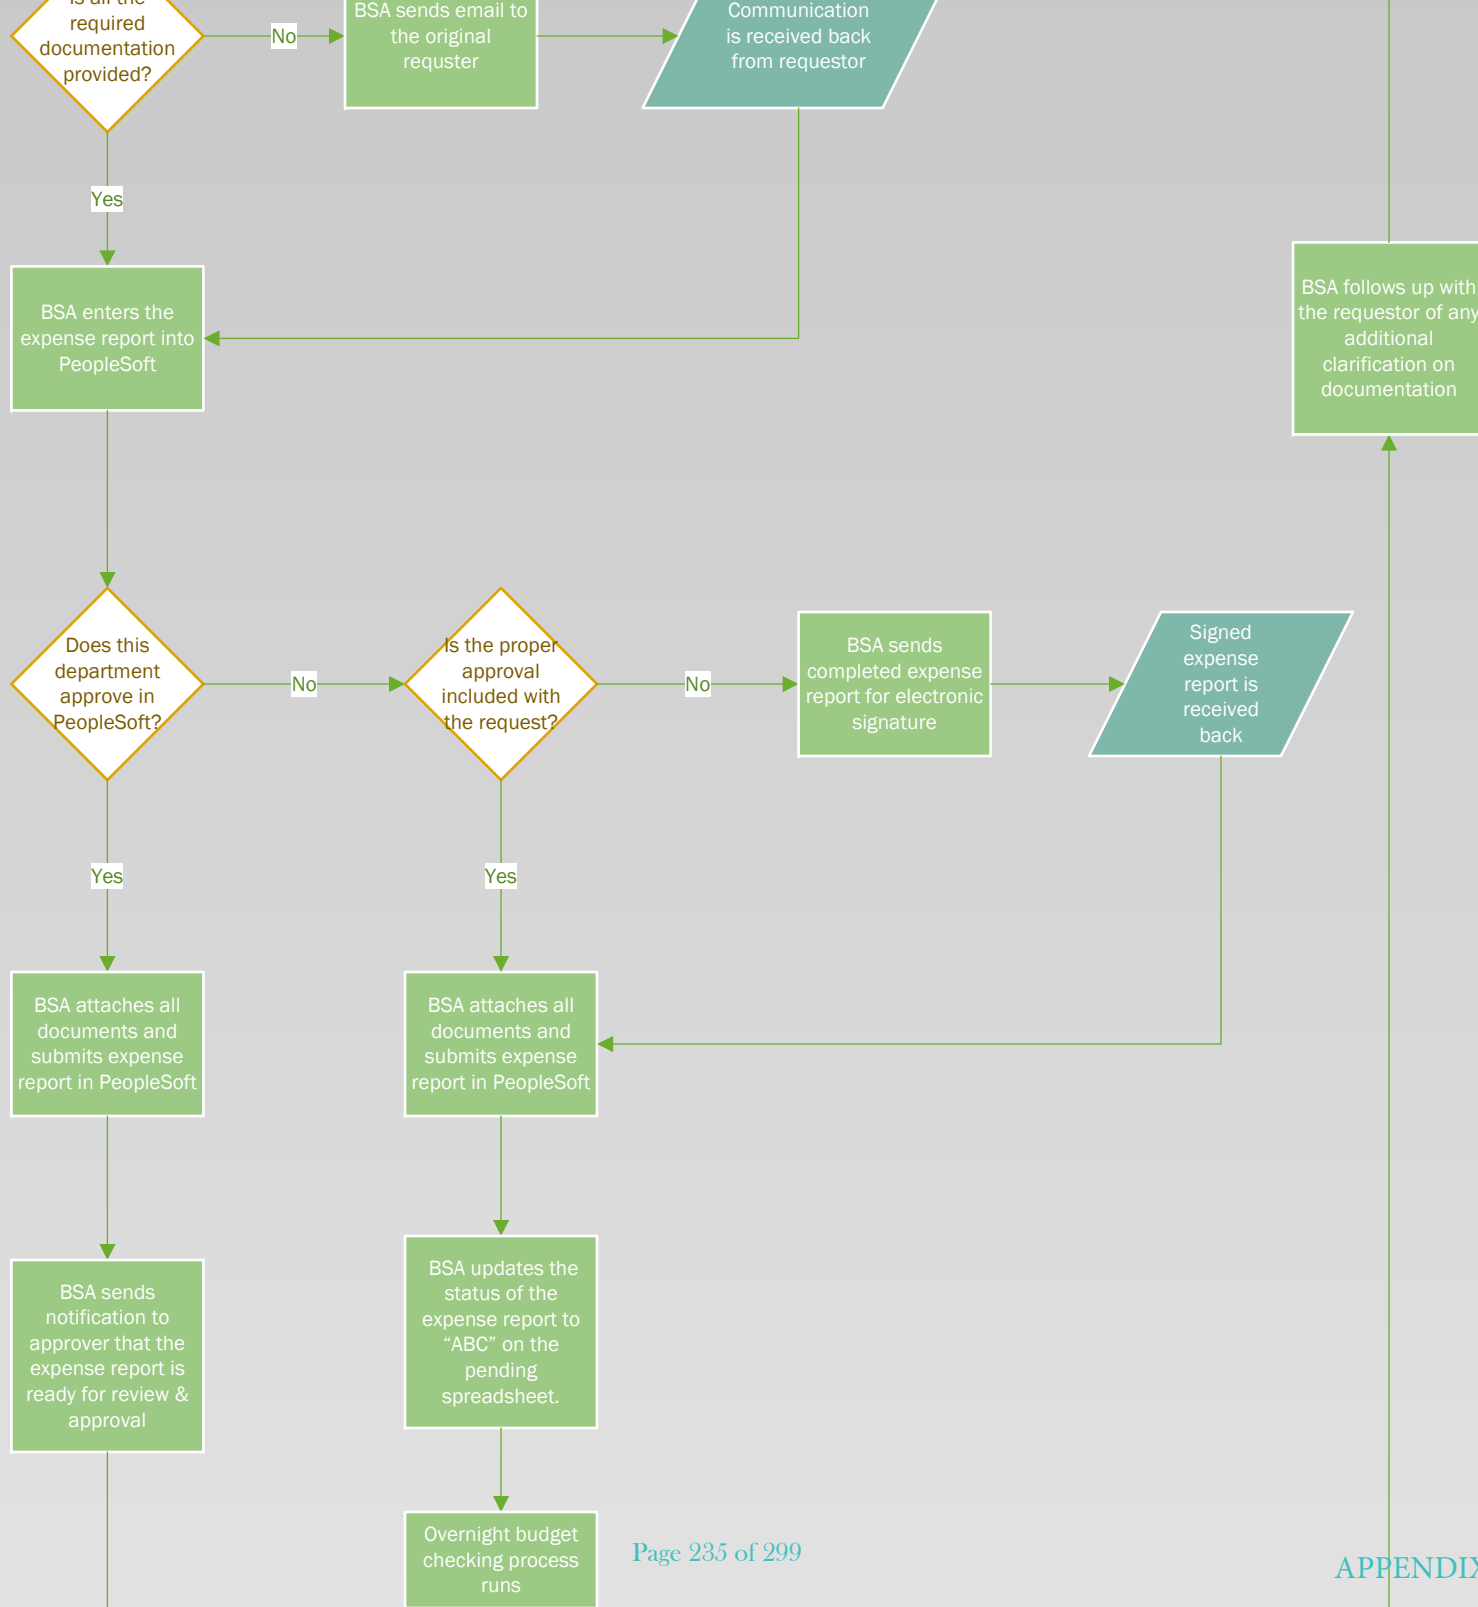 Is all the
required
documentation
provided?
No
BSA sends email to
the original
requster
Communication
is received back
from requestor
Yes
BSA enters the
expense report into
PeopleSoft
BSA follows up with
the requestor of any
additional
clarification on
documentation
Does this
department
approve in
PeopleSoft?
No
Is the proper
approval
included with
the request?
No
BSA sends
completed expense
report for electronic
signature
Signed
expense
report is
received
back
Yes
Yes
BSA attaches all
documents and
submits expense
report in PeopleSoft
BSA attaches all
documents and
submits expense
report in PeopleSoft
BSA sends
notification to
approver that the
expense report is
ready for review &
approval
BSA updates the
status of the
expense report to
“ABC” on the
pending
spreadsheet.
Overnight budget
checking process
runs
Page 235 of 299
APPENDIX